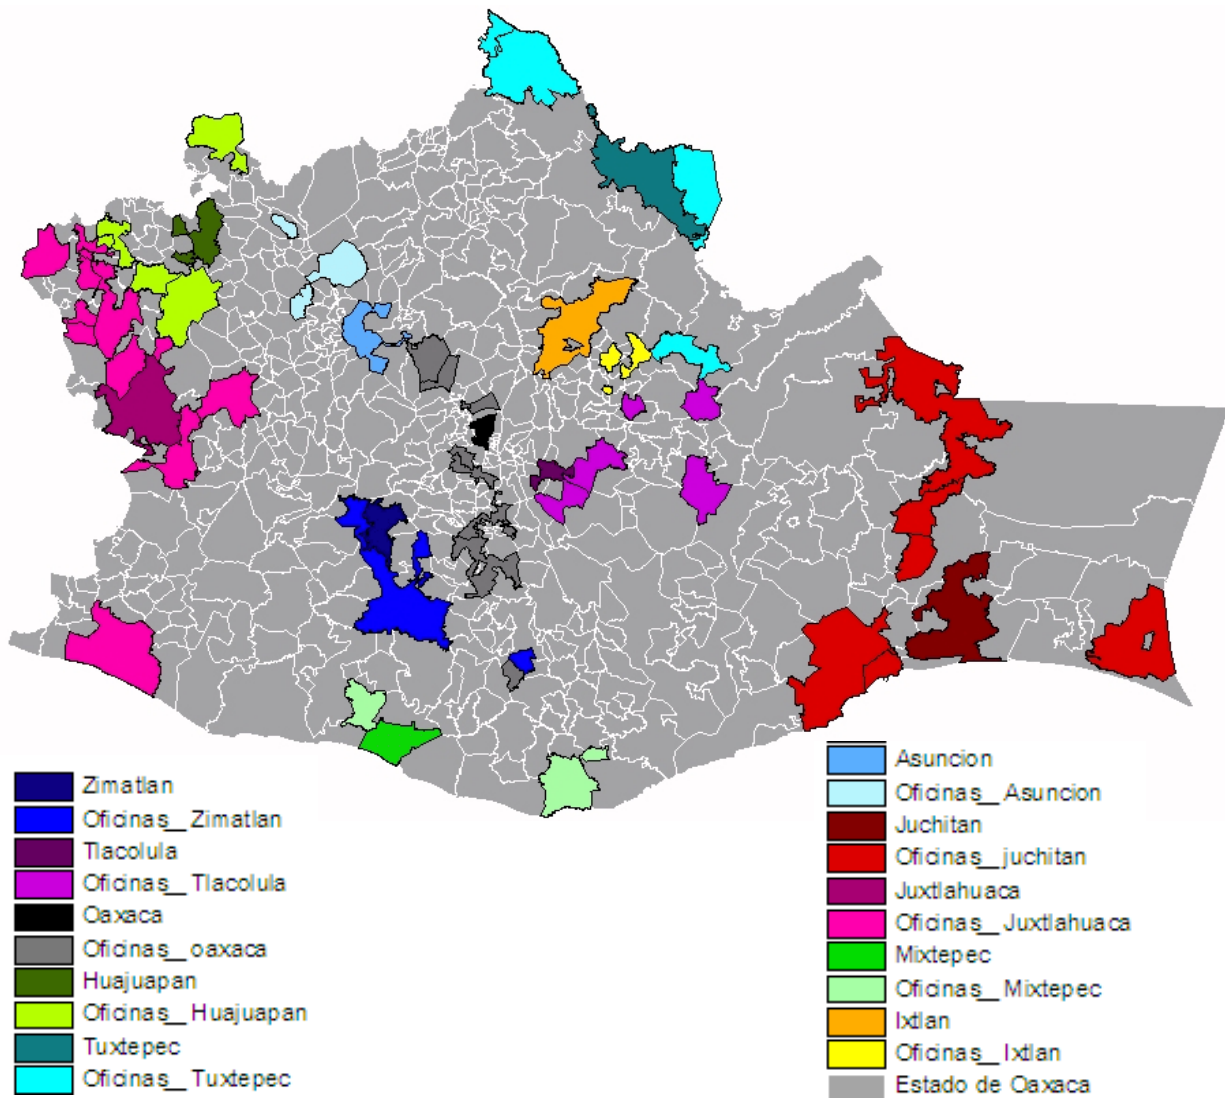 Zimatlan
Oficinas_ Zimatlan
Tlacolula
Oficinas_ Tlacolula
Oaxaca
Oficinas_ oaxaca
Huajuapan
Oficinas_ Huajuapan
Tuxtepec
Oficinas_ Tuxtepec
Asuncion
Oficinas_ Asuncion
Juchitan
Oficinas_ juchitan
Juxtlahuaca
Oficinas_ Juxtlahuaca
Mixtepec
Oficinas_ Mixtepec
Ixtlan
Oficinas_ Ixtlan
Estado de Oaxaca